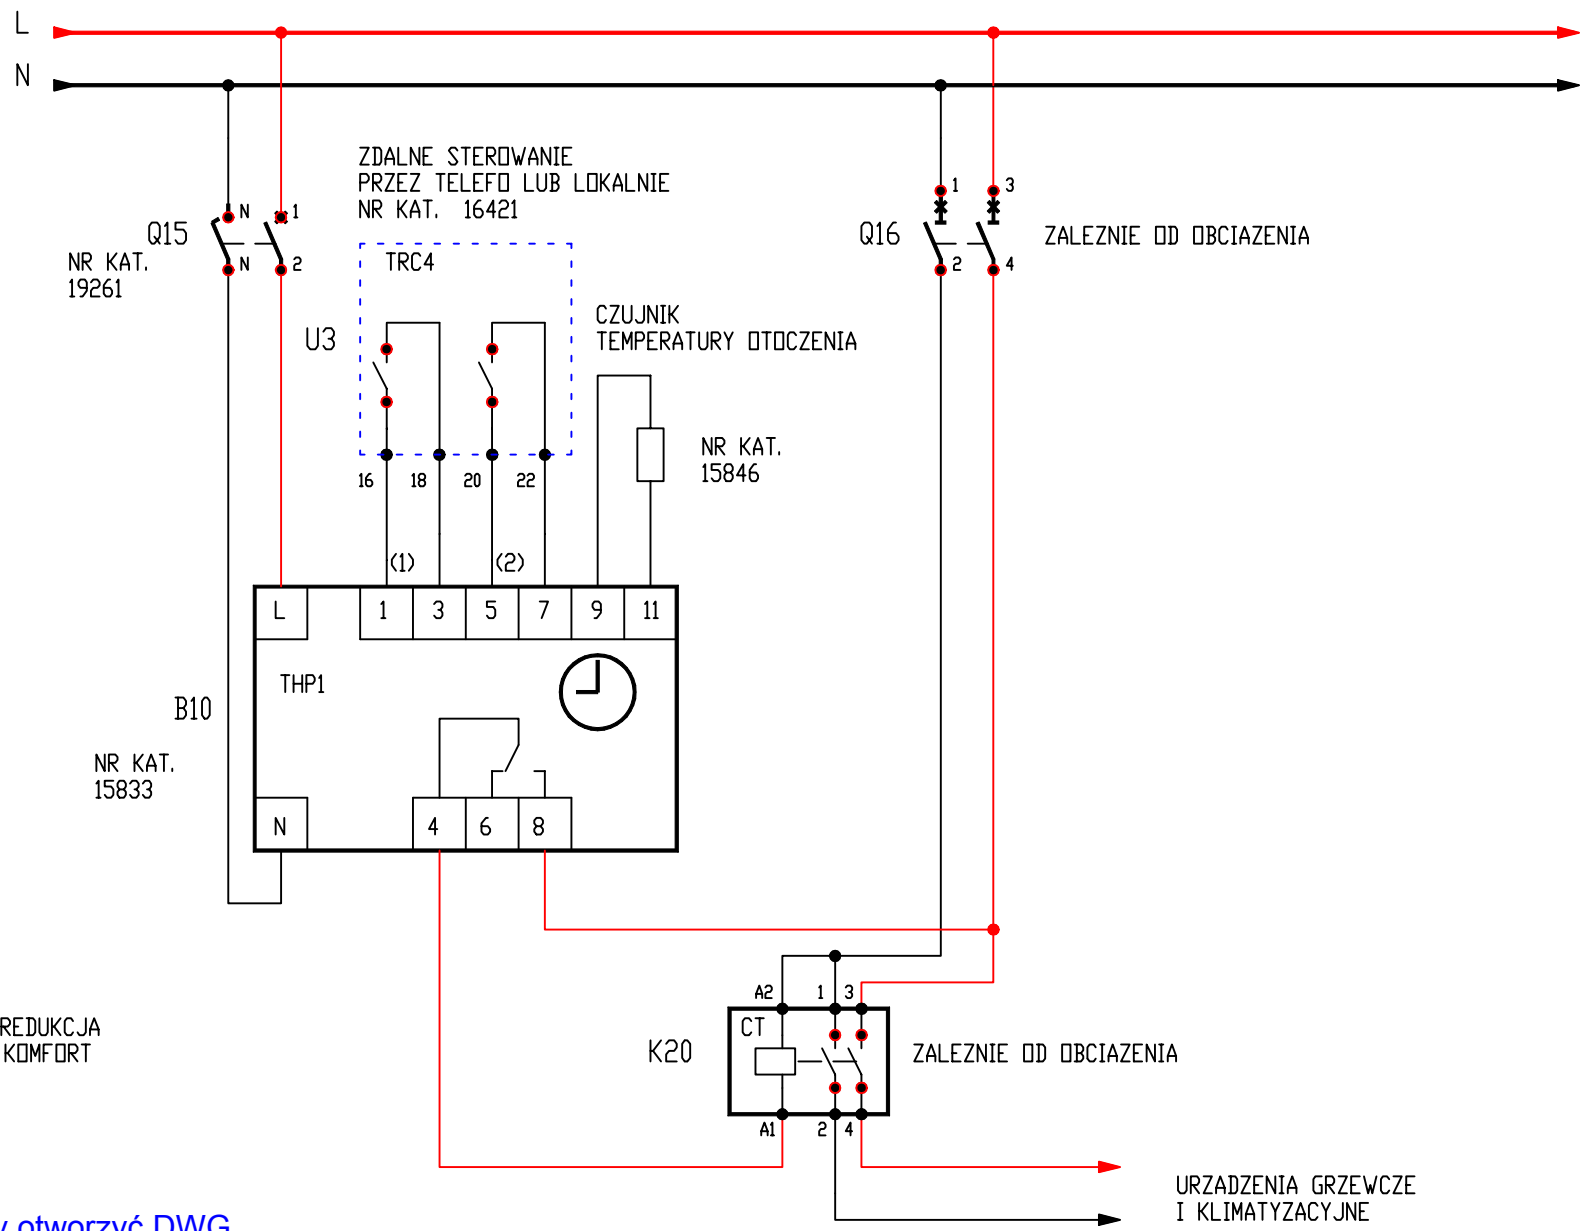 L
N
ZDALNE STEROWANIE
PRZEZ TELEFO LUB LOKALNIE
NR KAT. 16421
Q15
N
1
N
2
NR KAT.
19261
TRC4
U3
CZUJNIK
TEMPERATURY OTOCZENIA
Q16
1
3
2
4
ZALEZNIE OD OBCIAZENIA
NR KAT.
15846
16 18 20 22
(1) (2)
L 1 3 5 7 9 11
THP1
B10
NR KAT.
15833
N 4 6 8
A2 1 3
CT
K20
ZALEZNIE OD OBCIAZENIA
A1 2 4
REDUKCJA
KOMFORT
URZADZENIA GRZEWCZE
I KLIMATYZACYJNE
otworzyć DWG